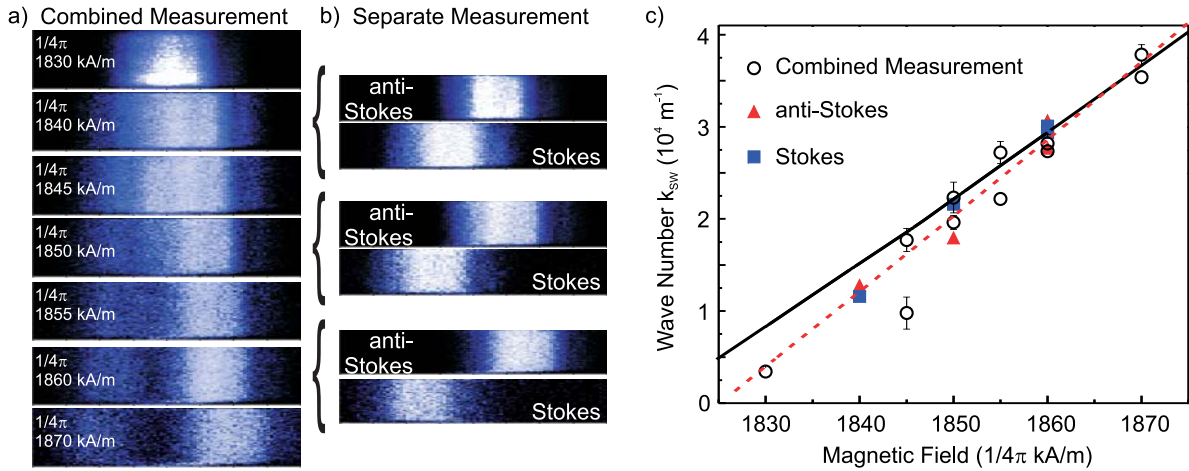 a)
Combined Measurement
1/4π
1830 kA/m
1/4π
1840 kA/m
1/4π
1845 kA/m
1/4π
1850 kA/m
1/4π
1855 kA/m
1/4π
1860 kA/m
1/4π
1870 kA/m
b)
Separate Measurement
anti-
Stokes
Stokes
anti-
Stokes
Stokes
anti-
Stokes
Stokes
c)
Wave Number k_sw (10⁴ m⁻¹)
4
3
2
1
0
Combined Measurement
anti-Stokes
Stokes
1830 1840 1850 1860 1870
Magnetic Field (1/4π kA/m)